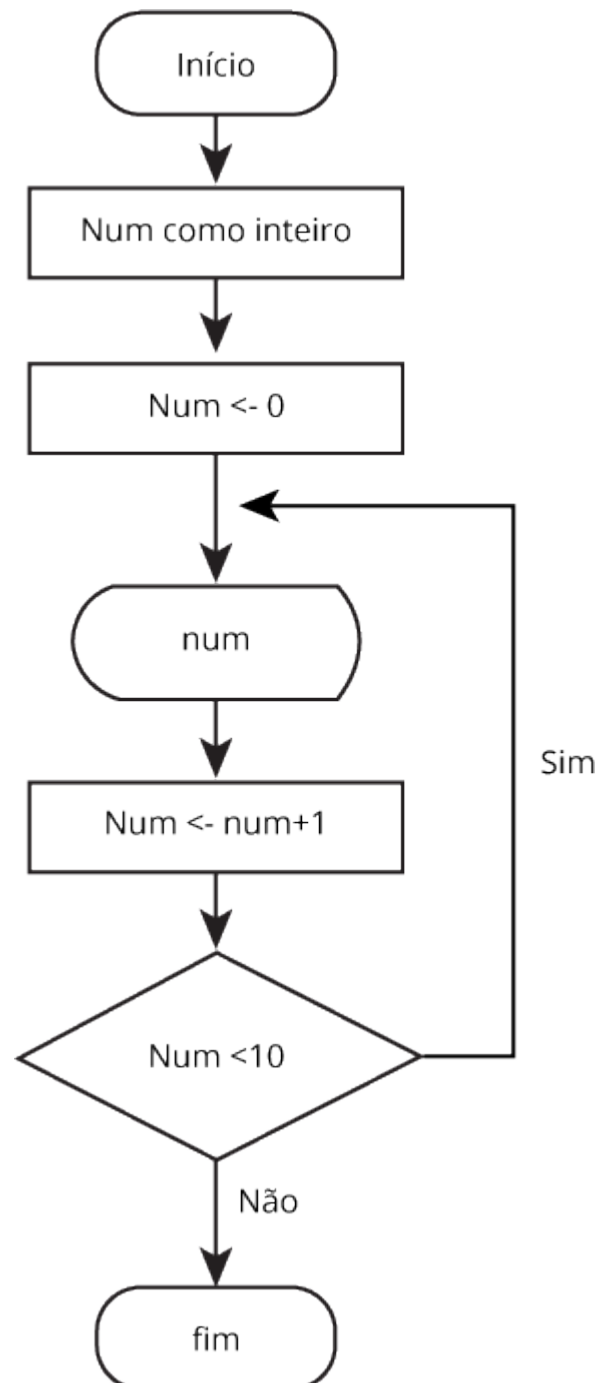 Início
Num como inteiro
Num <- 0
num
Sim
Num <- num+1
Num <10
Não
fim